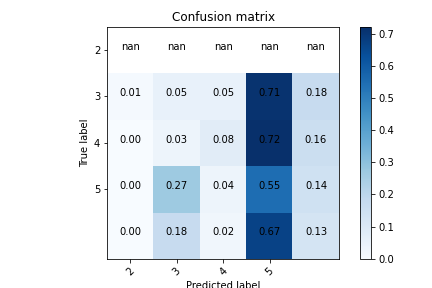 Confusion matrix
2 nan nan nan nan nan
3 0.01 0.05 0.05 0.71 0.18
4 0.00 0.03 0.08 0.72 0.16
5 0.00 0.27 0.04 0.55 0.14
0.00 0.18 0.02 0.67 0.13
2 3 4 5
True label
Predicted label
0.7
0.6
0.5
0.4
0.3
0.2
0.1
0.0